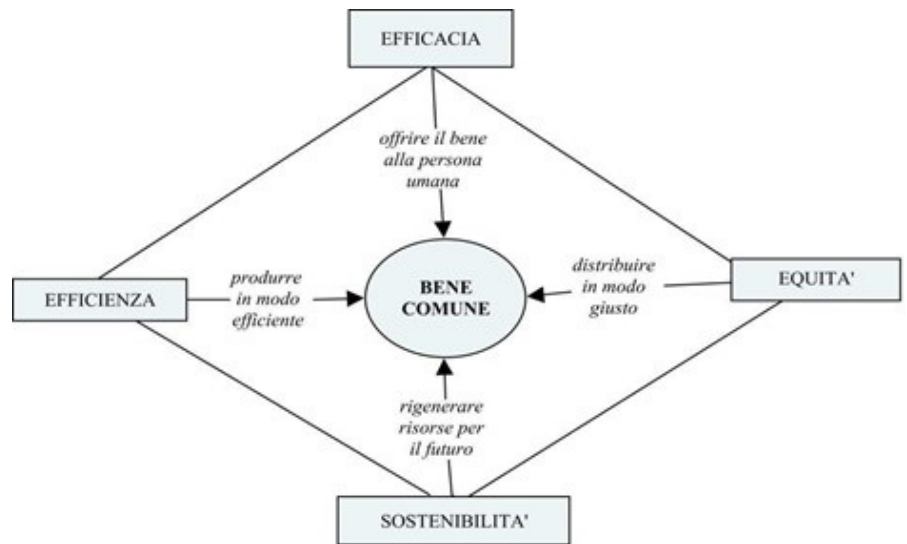 EFFICACIA
offrire il bene
alla persona
umana
EFFICIENZA
produrre
in modo
efficiente
BENE
COMUNE
distribuire
in modo
giusto
EQUITA'
rigenerare
risorse per
il futuro
SOSTENIBILITA'